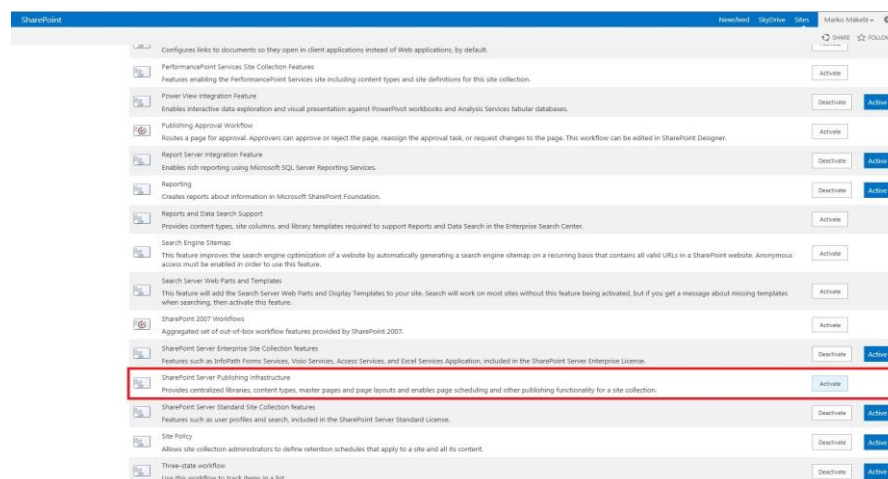 SharePoint
Newsfeed SkyDrive Sites Marko Mäkelä
SHARE FOLLOW
Configures links to documents so they open in client applications instead of Web applications, by default.
PerformancePoint Services Site Collection Features
Features enabling the PerformancePoint Services site including content types and site definitions for this site collection.
Activate
Power View Integration Feature
Enables interactive data exploration and visual presentation against PowerPivot workbooks and Analysis Services tabular databases.
Deactivate Active
Publishing Approval Workflow
Routes a page for approval. Approvers can approve or reject the page, reassign the approval task, or request changes to the page. This workflow can be edited in SharePoint Designer.
Activate
Report Server Integration Feature
Enables rich reporting using Microsoft SQL Server Reporting Services.
Deactivate Active
Reporting
Creates reports about information in Microsoft SharePoint Foundation.
Deactivate Active
Reports and Data Search Support
Provides content types, site columns, and library templates required to support Reports and Data Search in the Enterprise Search Center.
Activate
Search Engine Sitemap
This feature improves the search engine optimization of a website by automatically generating a search engine sitemap on a recurring basis that contains all valid URLs in a SharePoint website. Anonymous
access must be enabled in order to use this feature.
Activate
Search Server Web Parts and Templates
This feature will add the Search Server Web Parts and Display Templates to your site. Search will work on most sites without this feature being activated, but if you get a message about missing templates
when searching, then activate this feature.
Activate
SharePoint 2007 Workflows
Aggregated set of out-of-box workflow features provided by SharePoint 2007.
Activate
SharePoint Server Enterprise Site Collection features
Features such as InfoPath Forms Services, Visio Services, Access Services, and Excel Services Application, included in the SharePoint Server Enterprise License.
Deactivate Active
SharePoint Server Publishing Infrastructure
Provides centralized libraries, content types, master pages and page layouts and enables page scheduling and other publishing functionality for a site collection.
Activate
SharePoint Server Standard Site Collection features
Features such as user profiles and search, included in the SharePoint Server Standard License.
Deactivate Active
Site Policy
Allows site collection administrators to define retention schedules that apply to a site and all its content.
Deactivate Active
Three-state workflow
Use this workflow to track items in a list.
Deactivate Active